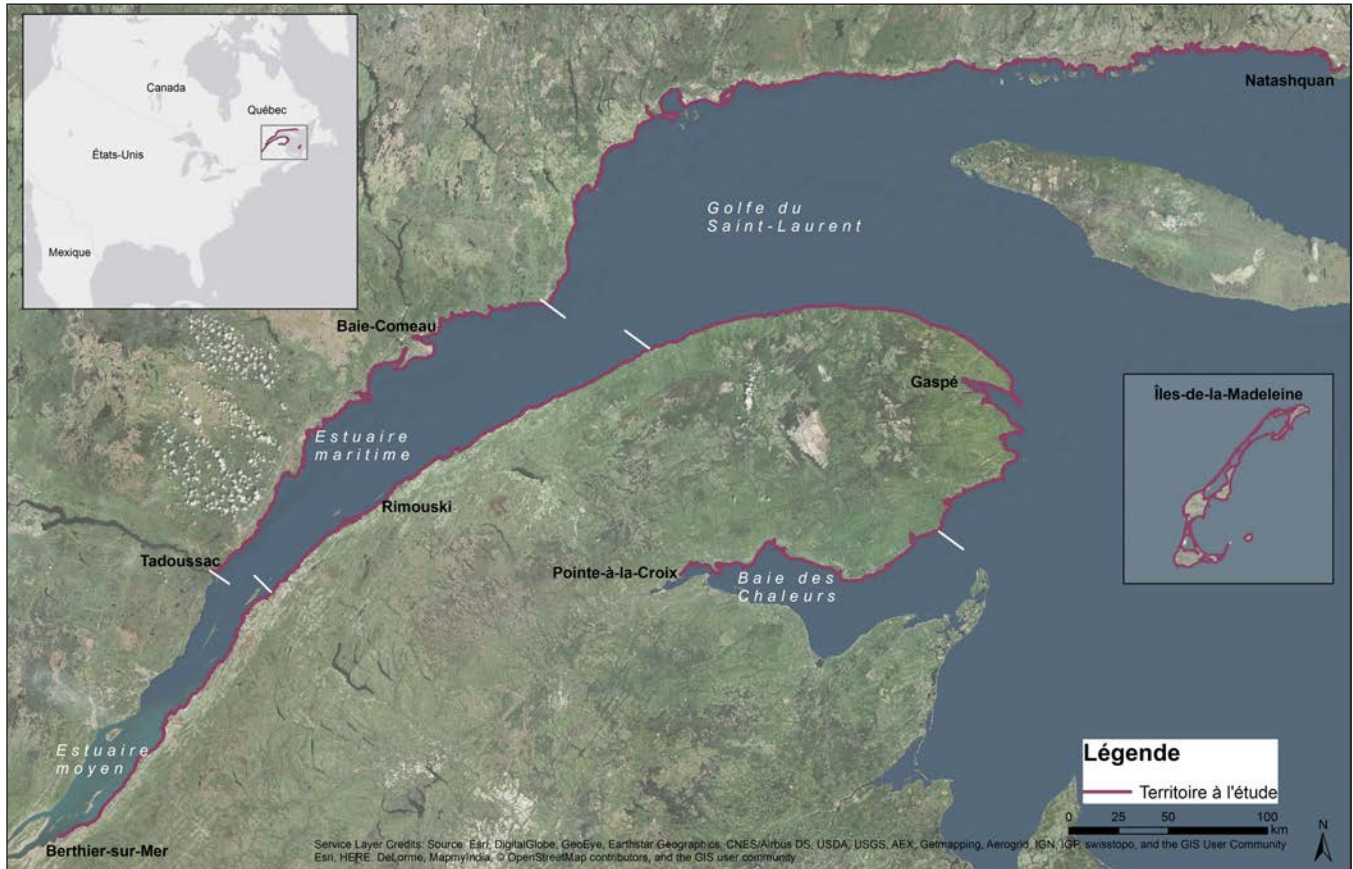 Canada
Québec
États-Unis
Mexique
Natashquan
Golfe du
Saint-Laurent
Baie-Comeau
Gaspé
Îles-de-la-Madeleine
Estuaire
maritime
Rimouski
Tadoussac
Pointe-à-la-Croix
Baie des
Chaleurs
Estuaire
moyen
Berthier-sur-Mer
Légende
Territoire à l'étude
0 25 50 100
km
N
Service Layer Credits: Source: Esri, DigitalGlobe, GeoEye, Earthstar Geographics, CNES/Airbus DS, USDA, USGS, AEX, Getmapping, Aerogrid, IGN, IGP, swisstopo, and the GIS User Community
Esri, HERE, DeLorme, MapmyIndia, © OpenStreetMap contributors, and the GIS user community